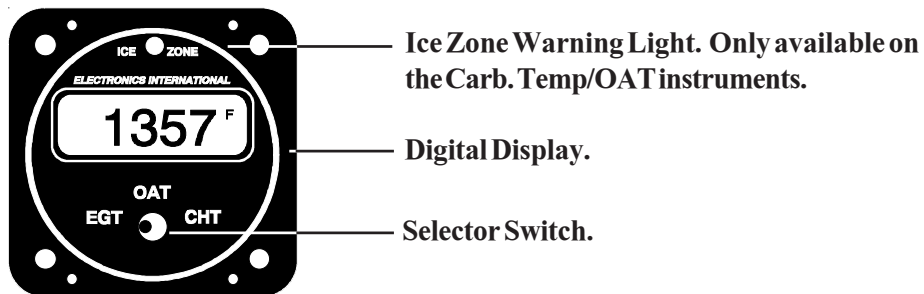 ICE ZONE
ELECTRONICS INTERNATIONAL
1357 F
OAT
EGT CHT
Ice Zone Warning Light. Only available on
the Carb. Temp/OAT instruments.
Digital Display.
Selector Switch.